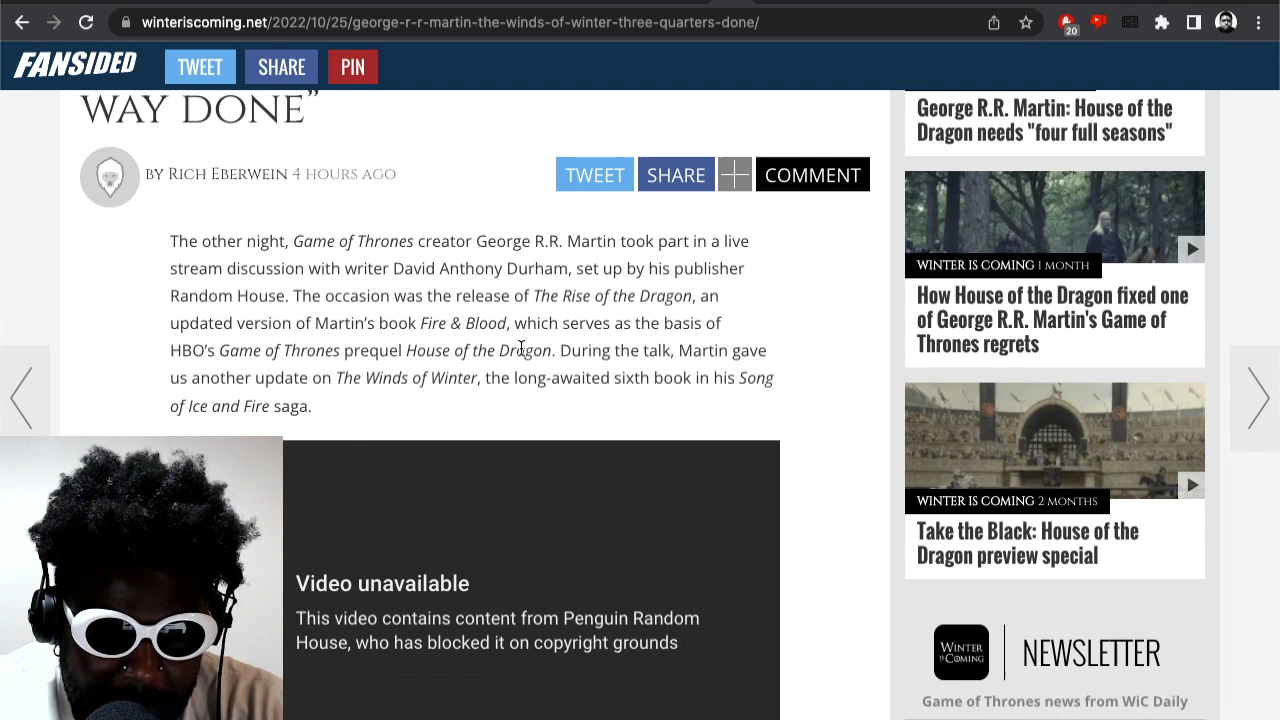 winteriscoming.net/2022/10/25/george-r-r-martin-the-winds-of-winter-three-quarters-done/
20
FANSIDED
TWEET
SHARE
PIN
WAY DONE”
BY RICH EBERWEIN 4 HOURS AGO
TWEET
SHARE
COMMENT
The other night, Game of Thrones creator George R.R. Martin took part in a live
stream discussion with writer David Anthony Durham, set up by his publisher
Random House. The occasion was the release of The Rise of the Dragon, an
updated version of Martin’s book Fire & Blood, which serves as the basis of
HBO’s Game of Thrones prequel House of the Dragon. During the talk, Martin gave
us another update on The Winds of Winter, the long-awaited sixth book in his Song
of Ice and Fire saga.
Video unavailable
This video contains content from Penguin Random
House, who has blocked it on copyright grounds
George R.R. Martin: House of the
Dragon needs "four full seasons"
WINTER IS COMING 1 MONTH
How House of the Dragon fixed one
of George R.R. Martin's Game of
Thrones regrets
WINTER IS COMING 2 MONTHS
Take the Black: House of the
Dragon preview special
WINTER
IS COMING
NEWSLETTER
Game of Thrones news from WiC Daily